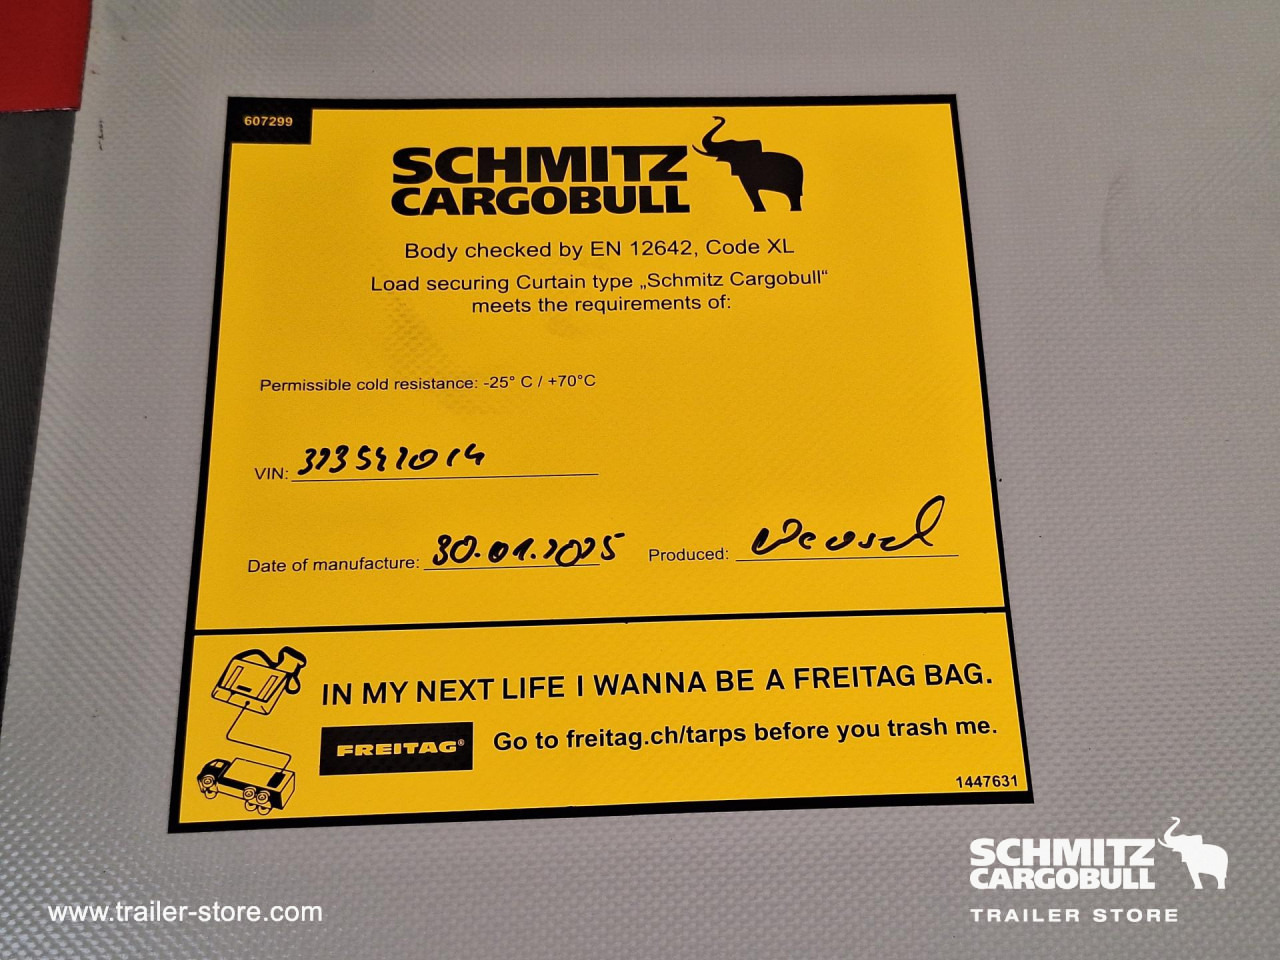 607299
SCHMITZ
CARGOBULL
Body checked by EN 12642, Code XL
Load securing Curtain type „Schmitz Cargobull“
meets the requirements of:
Permissible cold resistance: -25° C / +70°C
VIN:
Date of manufacture: 30.01.2025 Produced:
IN MY NEXT LIFE I WANNA BE A FREITAG BAG.
FREITAG® Go to freitag.ch/tarps before you trash me.
1447631
SCHMITZ
CARGOBULL
TRAILER STORE
www.trailer-store.com